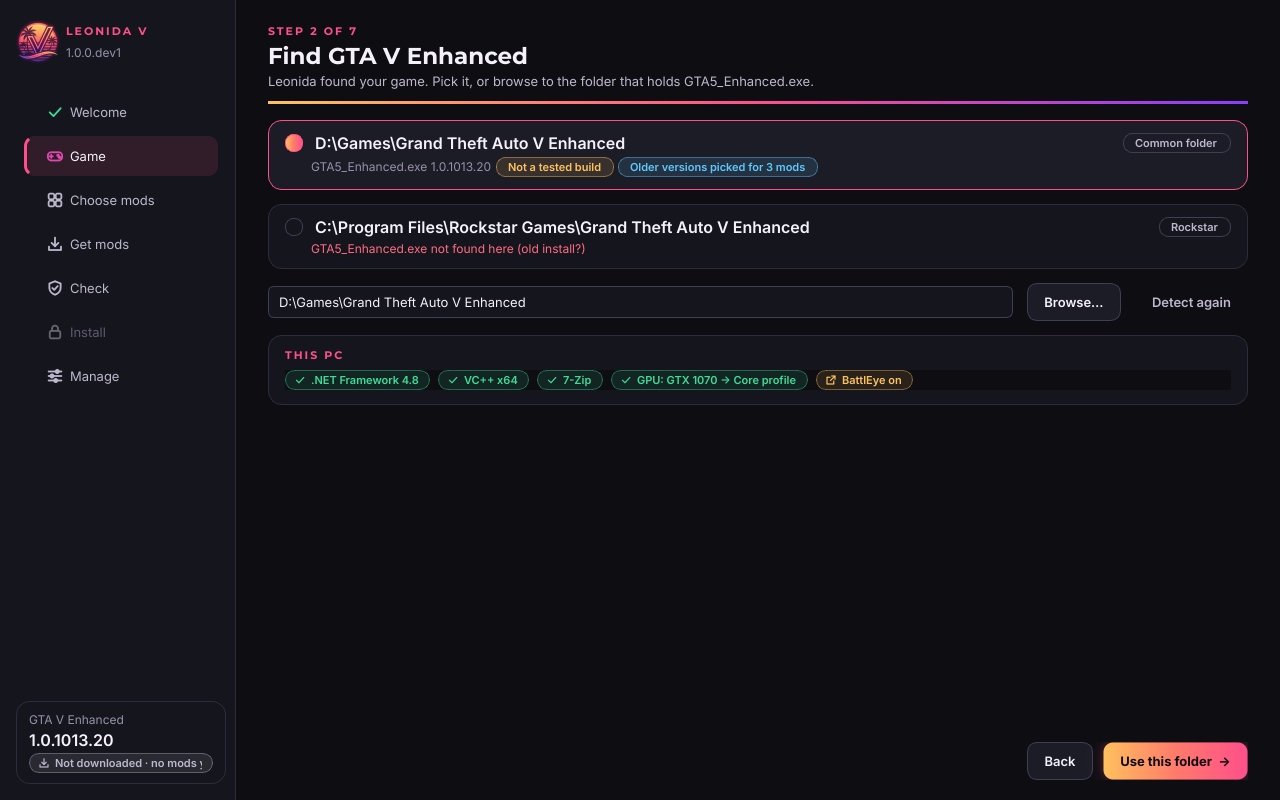 LEONIDA V
1.0.0.dev1
Welcome
Game
Choose mods
Get mods
Check
Install
Manage
GTA V Enhanced
1.0.1013.20
Not downloaded · no mods
STEP 2 OF 7
Find GTA V Enhanced
Leonida found your game. Pick it, or browse to the folder that holds GTA5_Enhanced.exe.
D:\Games\Grand Theft Auto V Enhanced
Common folder
GTA5_Enhanced.exe 1.0.1013.20 Not a tested build Older versions picked for 3 mods
C:\Program Files\Rockstar Games\Grand Theft Auto V Enhanced
Rockstar
GTA5_Enhanced.exe not found here (old install?)
D:\Games\Grand Theft Auto V Enhanced
Browse...
Detect again
THIS PC
.NET Framework 4.8 VC++ x64 7-Zip GPU: GTX 1070 → Core profile BattlEye on
Back
Use this folder →